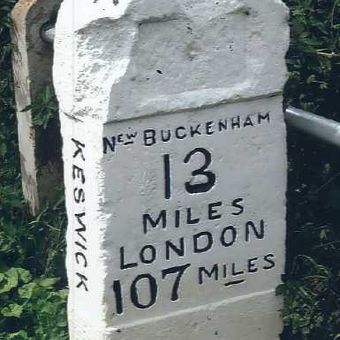 KESWICK
NEW BUCKENHAM
13
MILES
LONDON
107 MILES